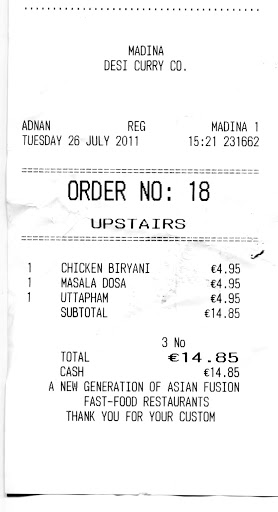 MADINA
DESI CURRY CO.
ADNAN REG MADINA 1
TUESDAY 26 JULY 2011 15:21 231662
ORDER NO: 18
UPSTAIRS
1 CHICKEN BIRYANI €4.95
1 MASALA DOSA €4.95
1 UTTAPHAM €4.95
SUBTOTAL €14.85
3 No
TOTAL €14.85
CASH €14.85
A NEW GENERATION OF ASIAN FUSION
FAST-FOOD RESTAURANTS
THANK YOU FOR YOUR CUSTOM